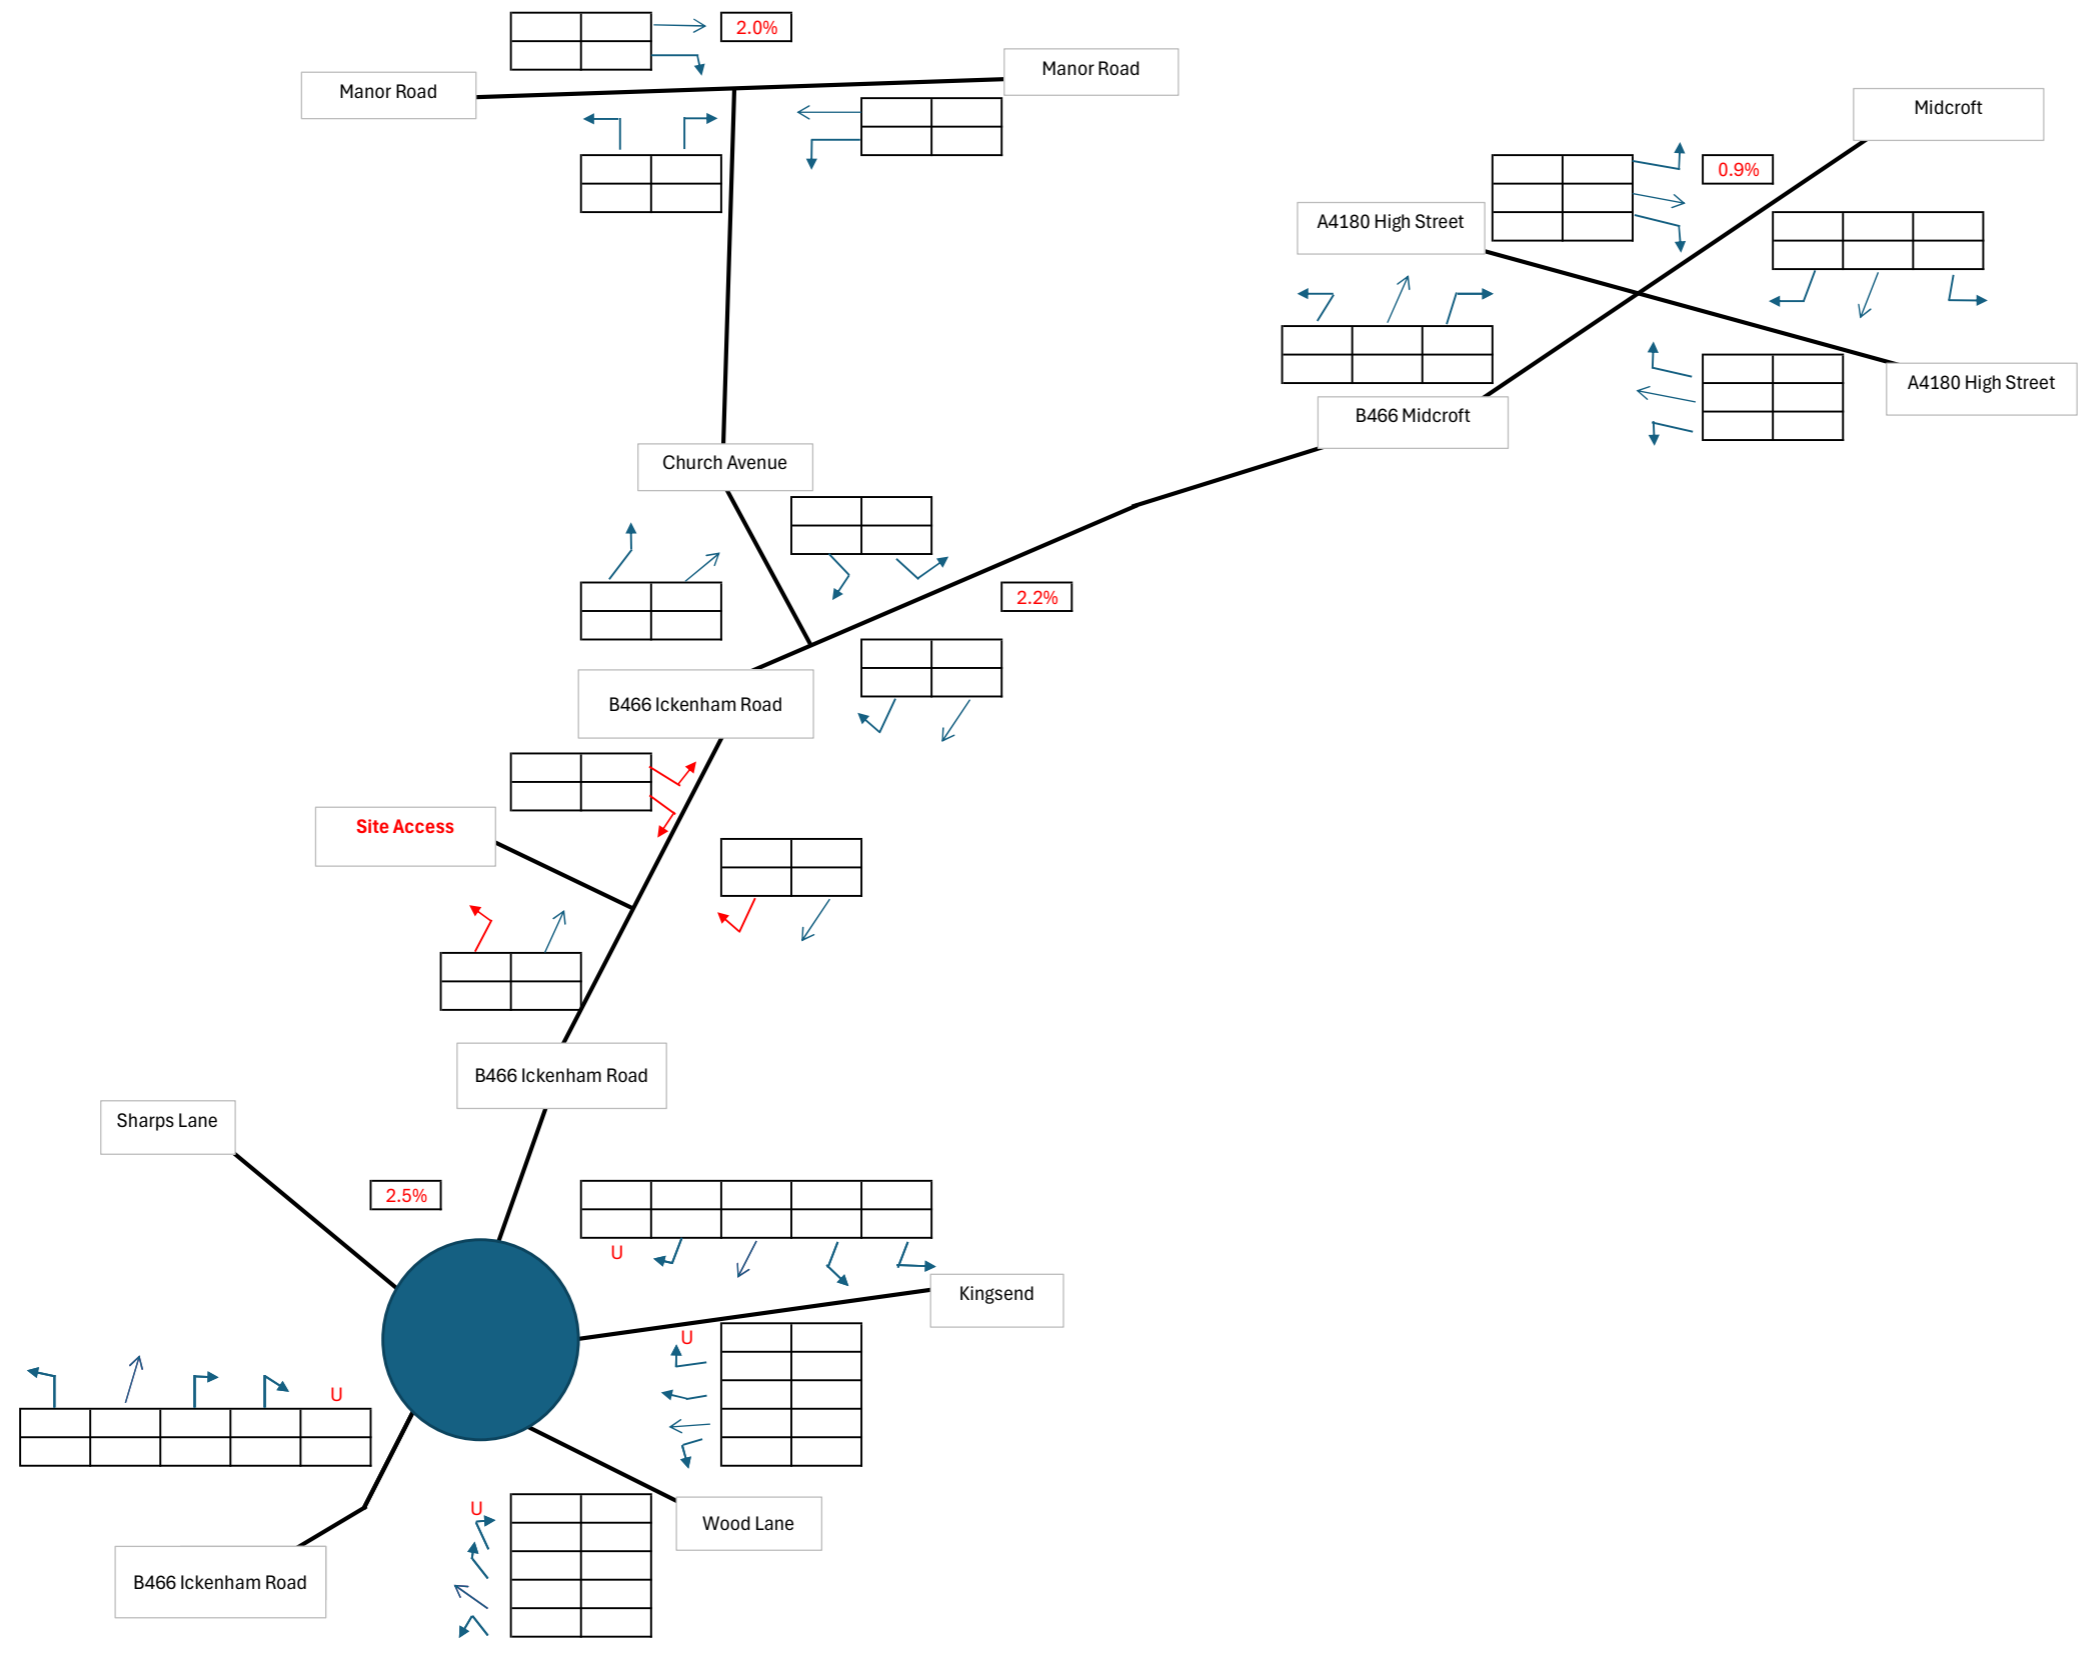 2.0%
Manor Road
Manor Road
Midcroft
0.9%
A4180 High Street
A4180 High Street
B466 Midcroft
Church Avenue
2.2%
B466 Ickenham Road
Site Access
B466 Ickenham Road
Sharps Lane
2.5%
U
Kingsend
U
U
U
Wood Lane
B466 Ickenham Road